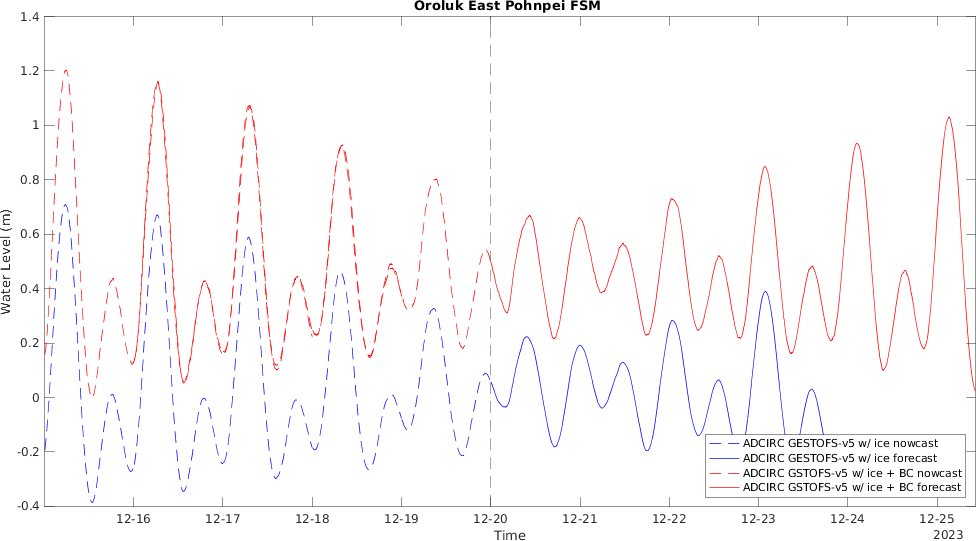 Oroluk East Pohnpei FSM
1.4
1.2
1
0.8
0.6
0.4
0.2
0
-0.2
-0.4
Water Level (m)
ADCIRC GESTOFS-v5 w/ ice nowcast
ADCIRC GESTOFS-v5 w/ ice forecast
ADCIRC GSTOFS-v5 w/ ice + BC nowcast
ADCIRC GSTOFS-v5 w/ ice + BC forecast
12-16 12-17 12-18 12-19 12-20 12-21 12-22 12-23 12-24 12-25
2023
Time